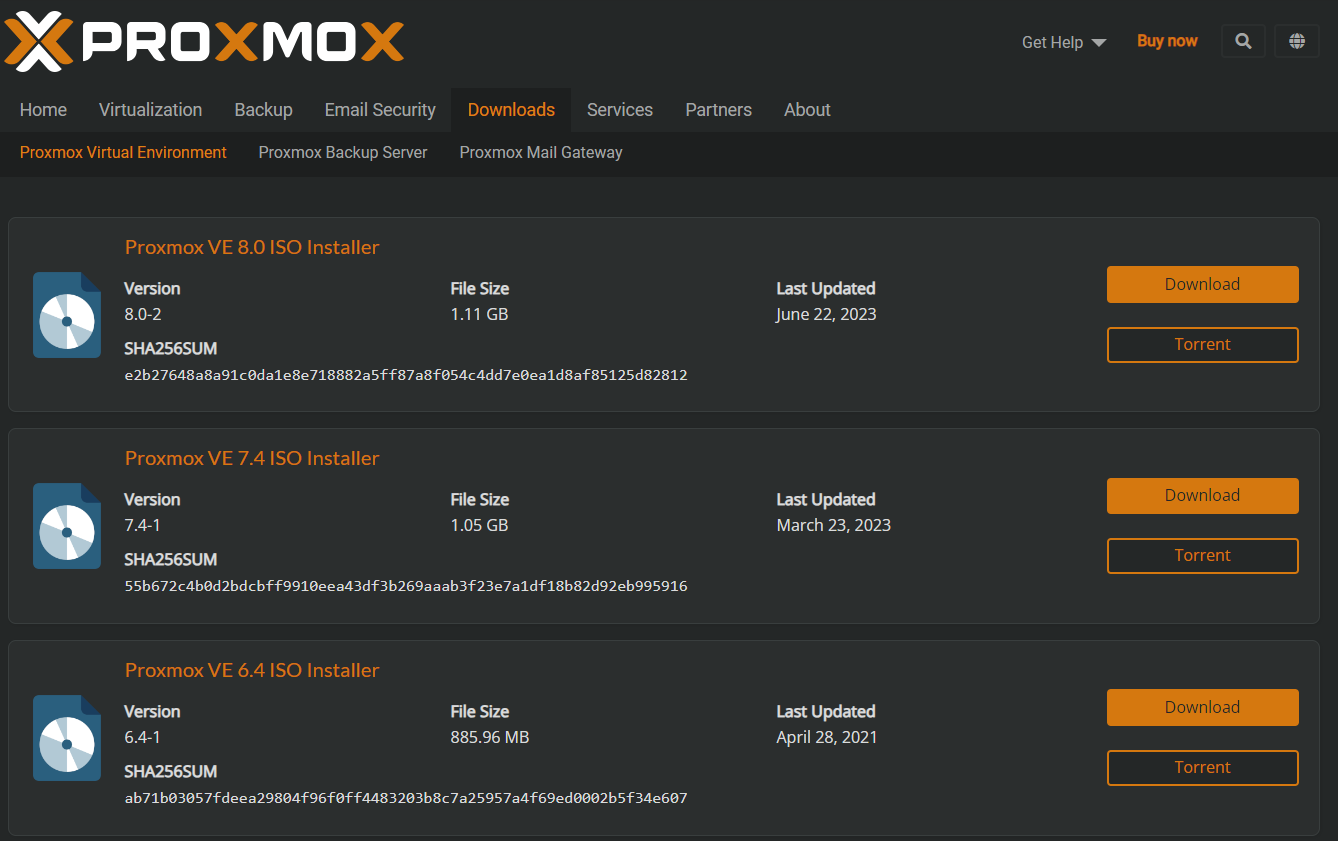 PROXMOX
Get Help Buy now
Home Virtualization Backup Email Security Downloads Services Partners About
Proxmox Virtual Environment Proxmox Backup Server Proxmox Mail Gateway
Proxmox VE 8.0 ISO Installer
Version File Size Last Updated
8.0-2 1.11 GB June 22, 2023
SHA256SUM
e2b27648a8a91c0da1e8e718882a5ff87a8f054c4dd7e0ea1d8af85125d82812
Download
Torrent
Proxmox VE 7.4 ISO Installer
Version File Size Last Updated
7.4-1 1.05 GB March 23, 2023
SHA256SUM
55b672c4b0d2bdcbff9910eea43df3b269aaab3f23e7a1df18b82d92eb995916
Download
Torrent
Proxmox VE 6.4 ISO Installer
Version File Size Last Updated
6.4-1 885.96 MB April 28, 2021
SHA256SUM
ab71b03057fdeea29804f96f0ff4483203b8c7a25957a4f69ed0002b5f34e607
Download
Torrent